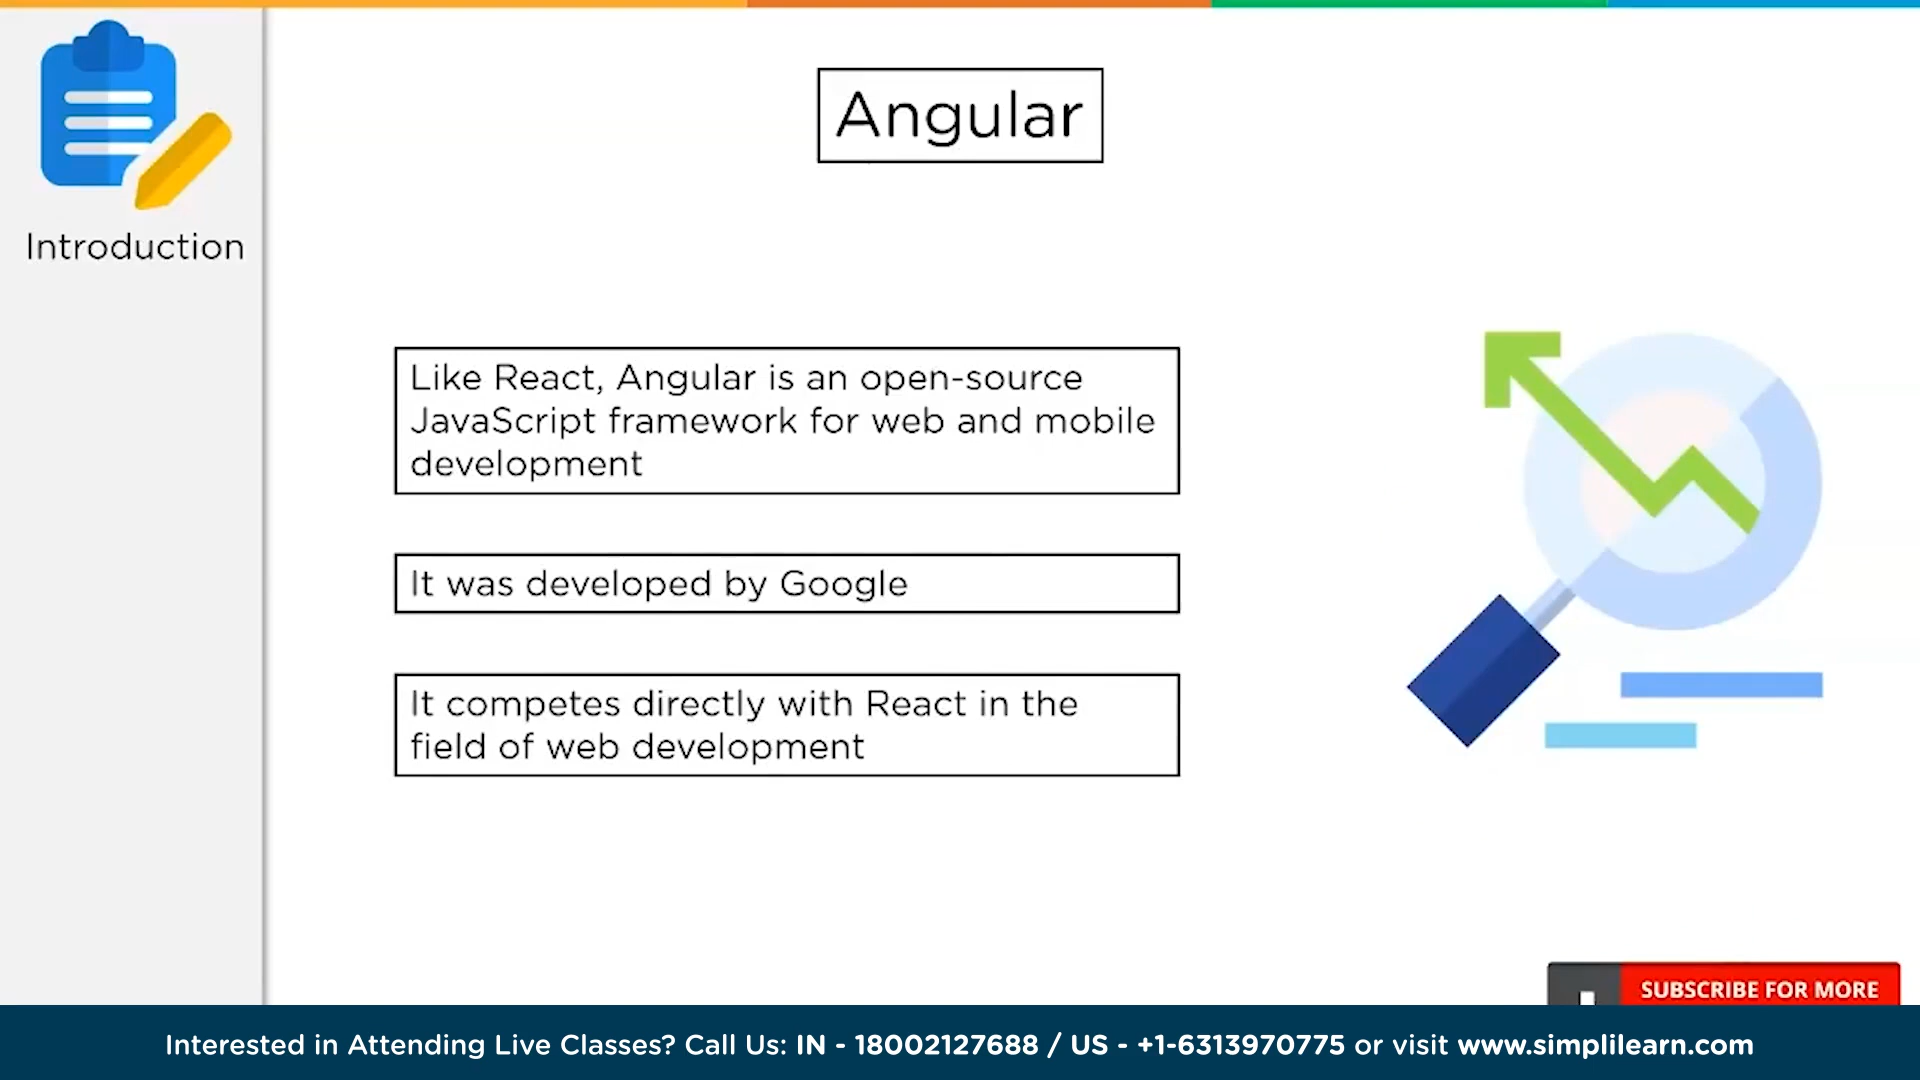 Introduction
Angular
Like React, Angular is an open-source
JavaScript framework for web and mobile
development
It was developed by Google
It competes directly with React in the
field of web development
SUBSCRIBE FOR MORE
Interested in Attending Live Classes? Call Us: IN - 18002127688 / US - +1-6313970775 or visit www.simplilearn.com